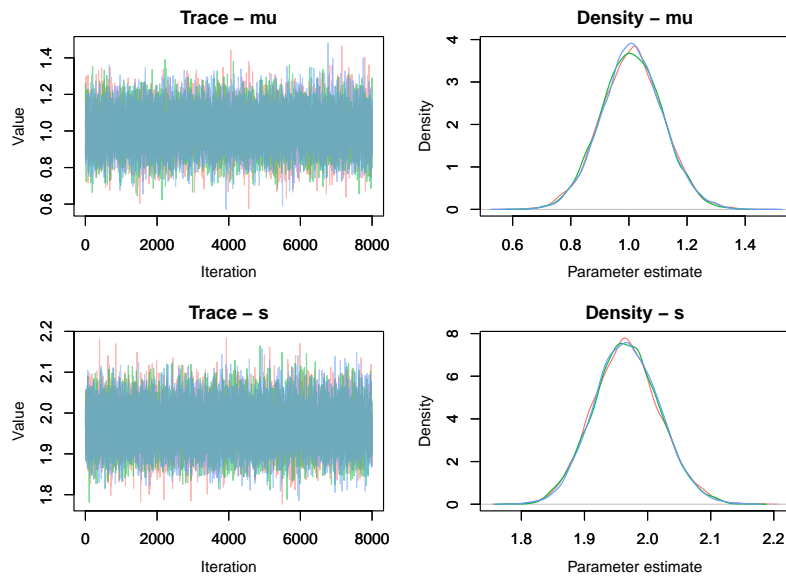 Trace − mu
Value
0.6 0.8 1.0 1.2 1.4
0 2000 4000 6000 8000
Iteration
Density − mu
Density
0 1 2 3 4
0.6 0.8 1.0 1.2 1.4
Parameter estimate
Trace − s
Value
1.8 1.9 2.0 2.1 2.2
0 2000 4000 6000 8000
Iteration
Density − s
Density
0 2 4 6 8
1.8 1.9 2.0 2.1 2.2
Parameter estimate